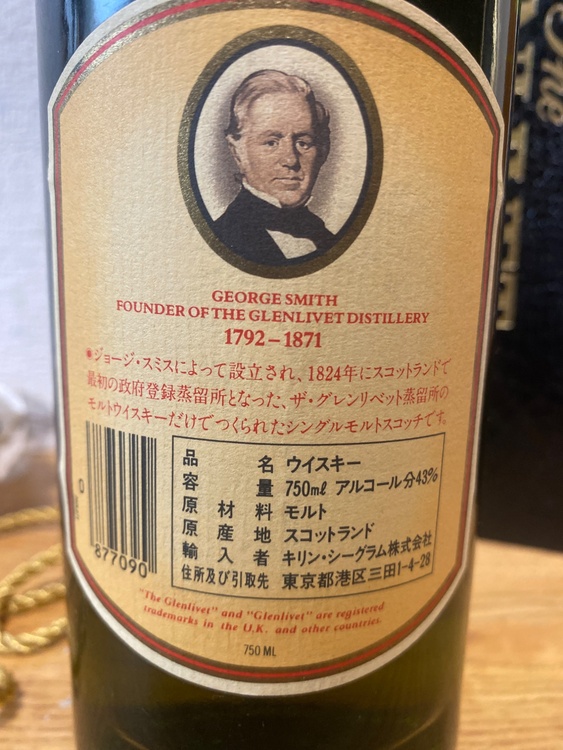 The
GEORGE SMITH
FOUNDER OF THE GLENLIVET DISTILLERY
1792–1871
●ジョージ・スミスによって設立され、1824年にスコットランドで
最初の政府登録蒸留所となった、ザ・グレンリベット蒸留所の
モルトウイスキーだけでつくられたシングルモルトスコッチです。
品名 ウイスキー
容量 750mℓ アルコール分43%
原材料 モルト
原産地 スコットランド
輸入者 キリン・シーグラム株式会社
住所及び引取先 東京都港区三田1-4-28
0
877090
"The Glenlivet" and "Glenlivet" are registered
trademarks in the U.K. and other countries.
750 ML